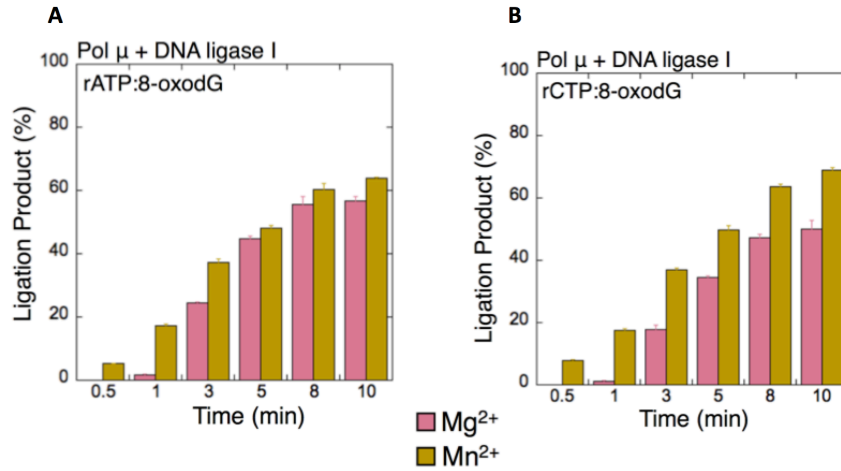 A
Pol μ + DNA ligase I
rATP:8-oxodG
Ligation Product (%)
100
80
60
40
20
0
0.5 1 3 5 8 10
Time (min)
B
Pol μ + DNA ligase I
rCTP:8-oxodG
Ligation Product (%)
100
80
60
40
20
0
0.5 1 3 5 8 10
Time (min)
Mg²⁺
Mn²⁺